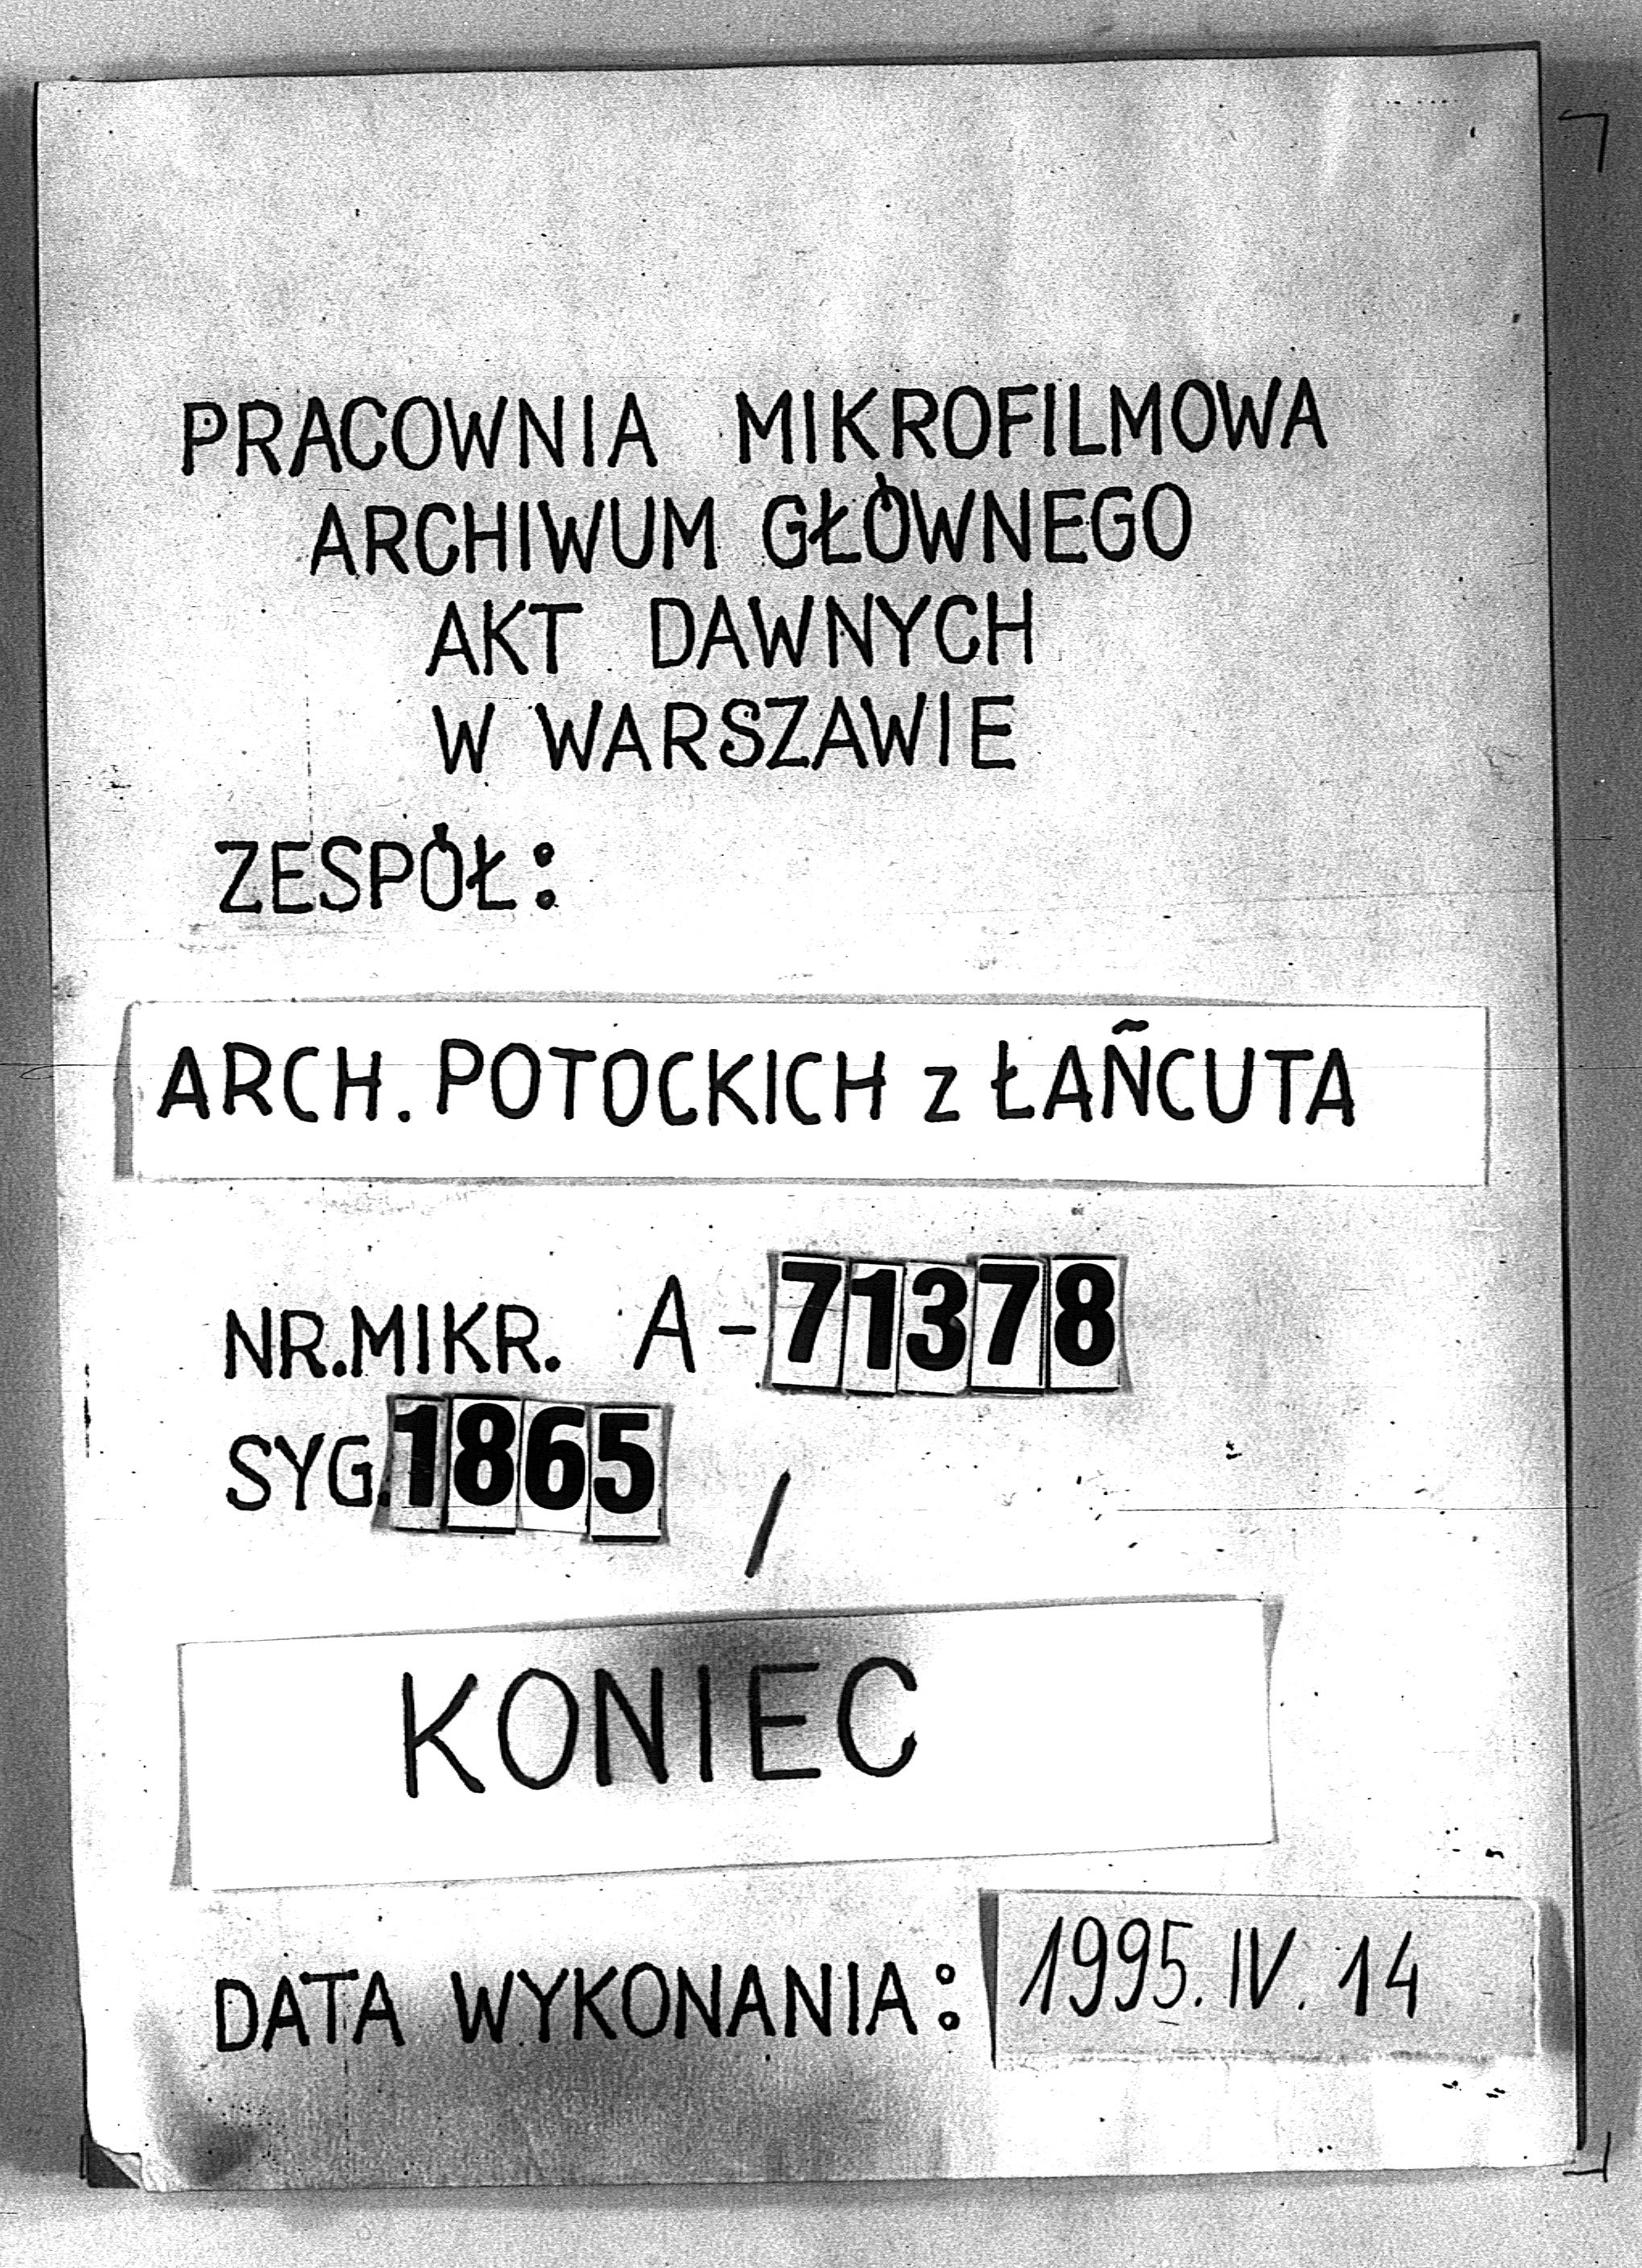 PRACOWNIA MIKROFILMOWA
ARCHIWUM GŁÓWNEGO
AKT DAWNYCH
W WARSZAWIE
ZESPÓŁ:
ARCH. POTOCKICH z ŁAÑCUTA
NR. MIKR. A-71378
SYG. 1865 /
KONIEC
DATA WYKONANIA: 1995. IV. 14